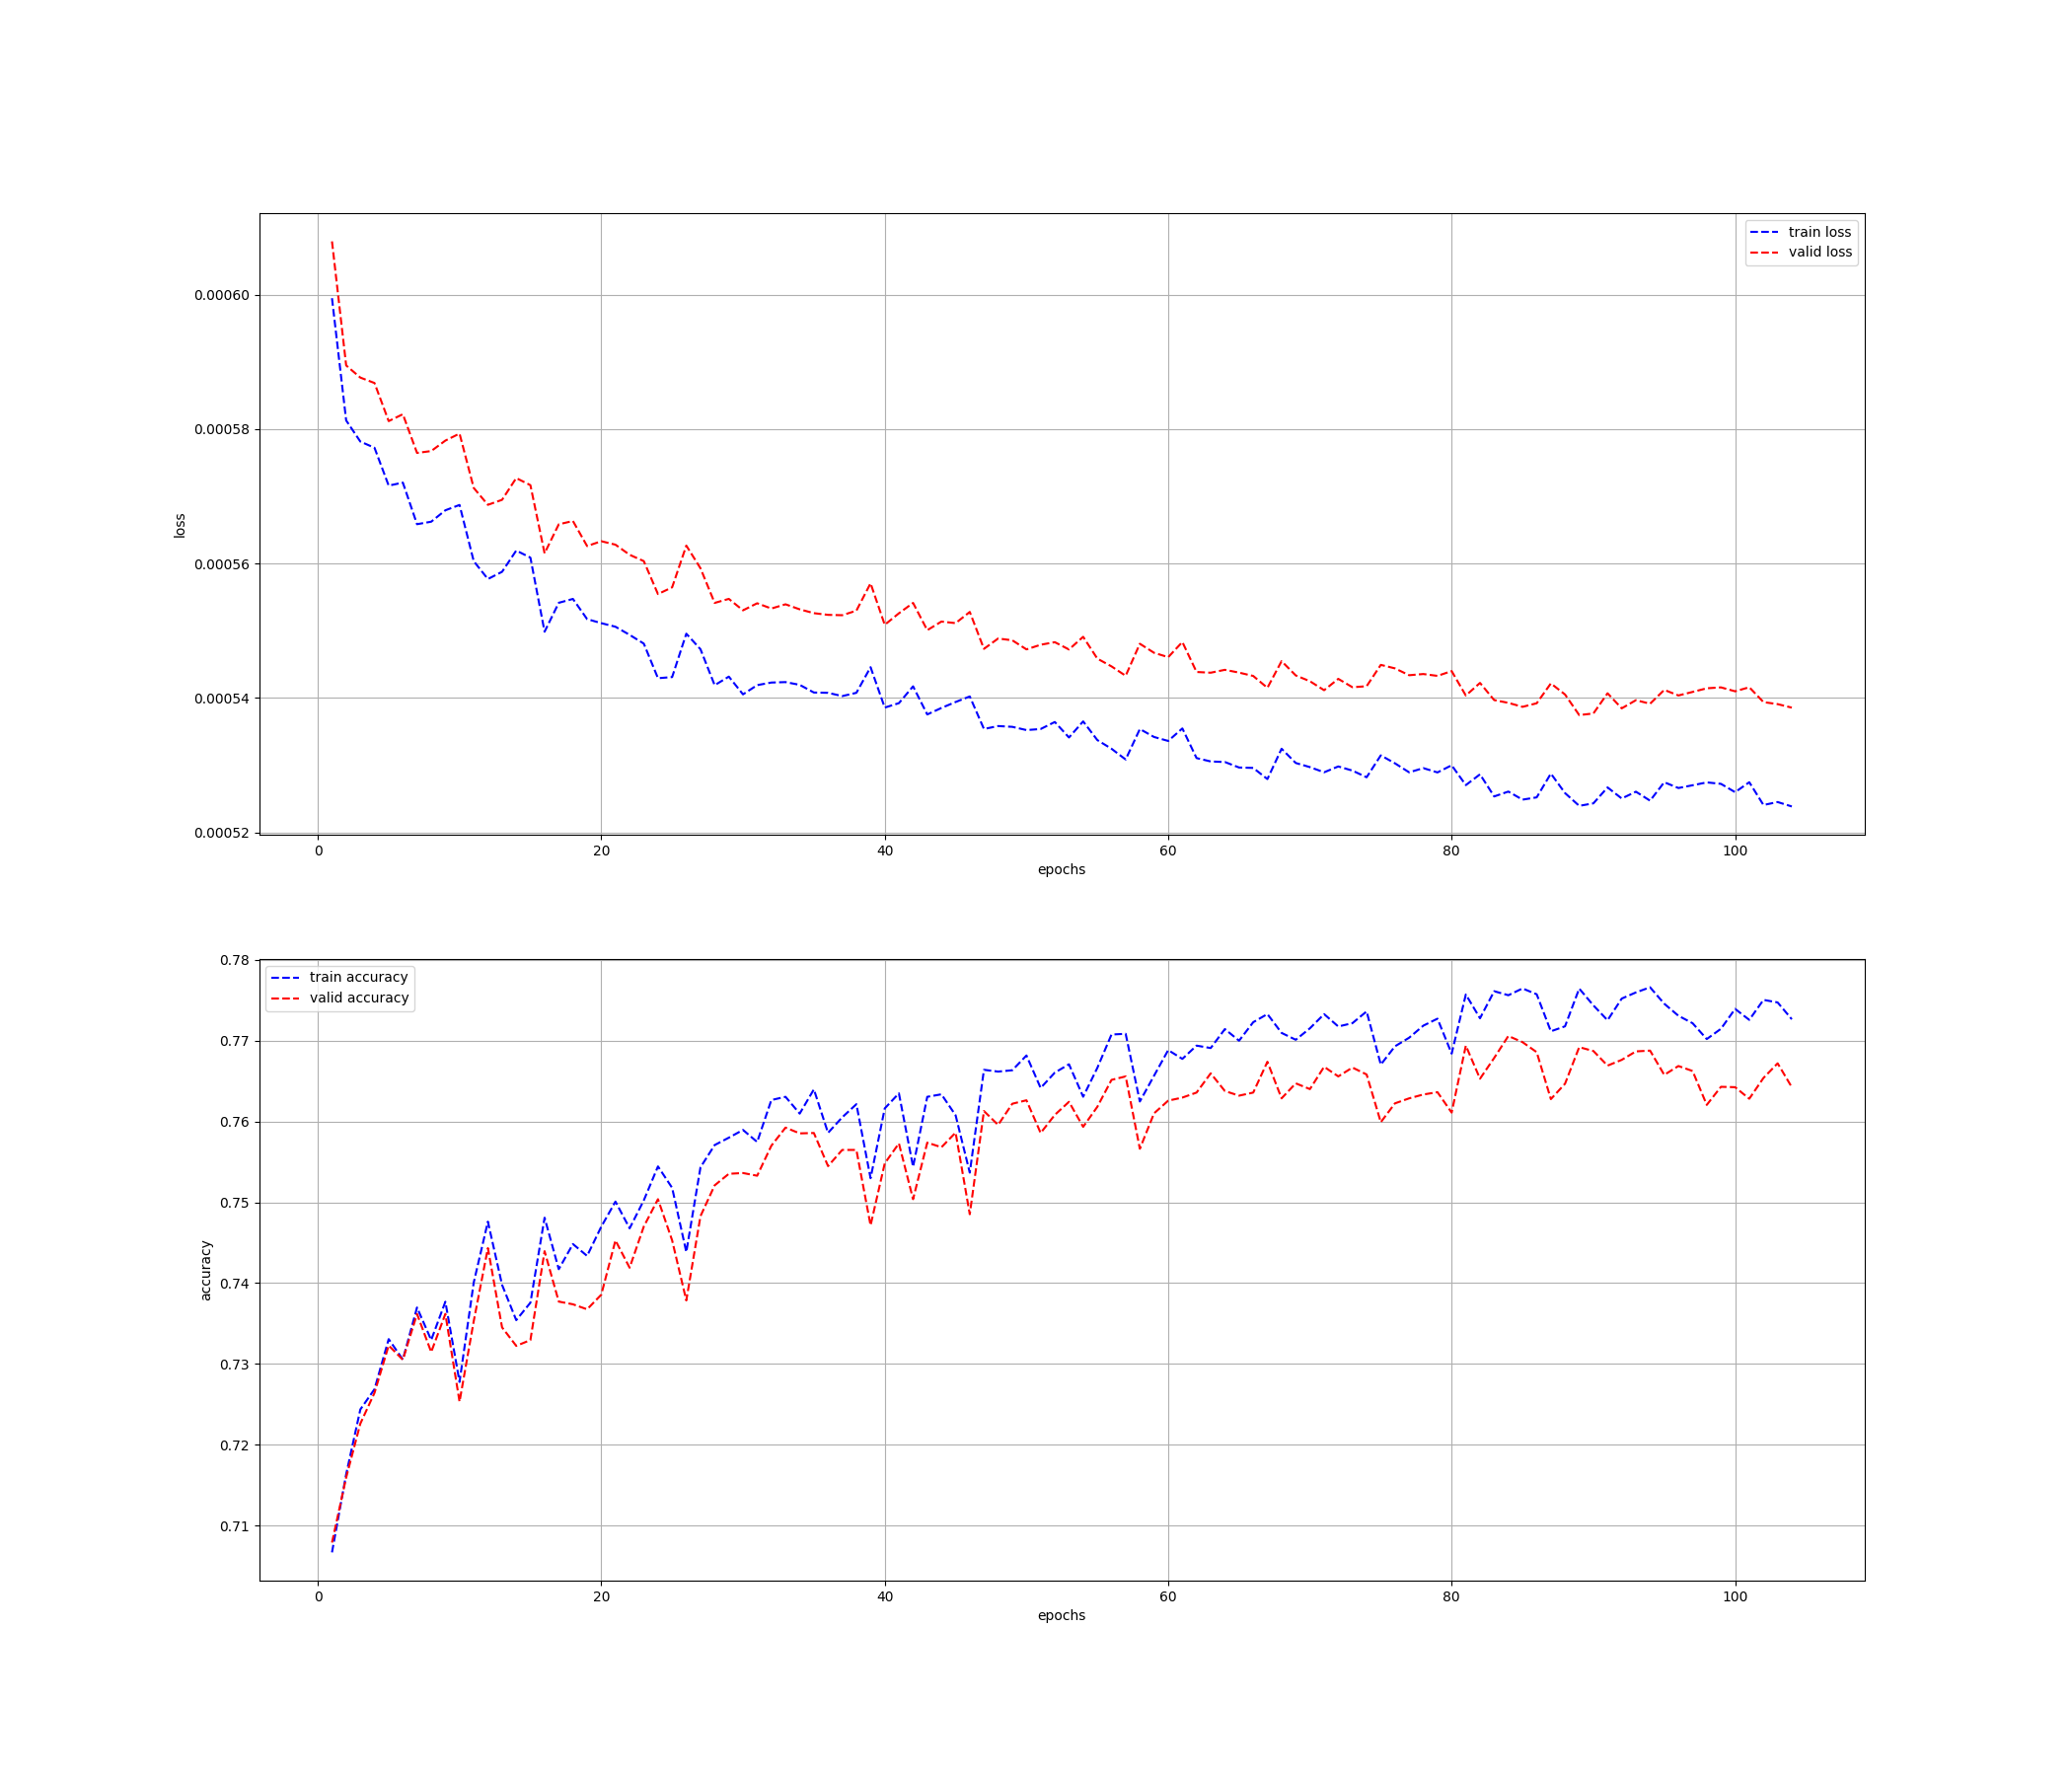 train loss
valid loss
0.00060
0.00058
0.00056
0.00054
0.00052
loss
0 20 40 60 80 100
epochs
train accuracy
valid accuracy
0.78
0.77
0.76
0.75
0.74
0.73
0.72
0.71
accuracy
0 20 40 60 80 100
epochs